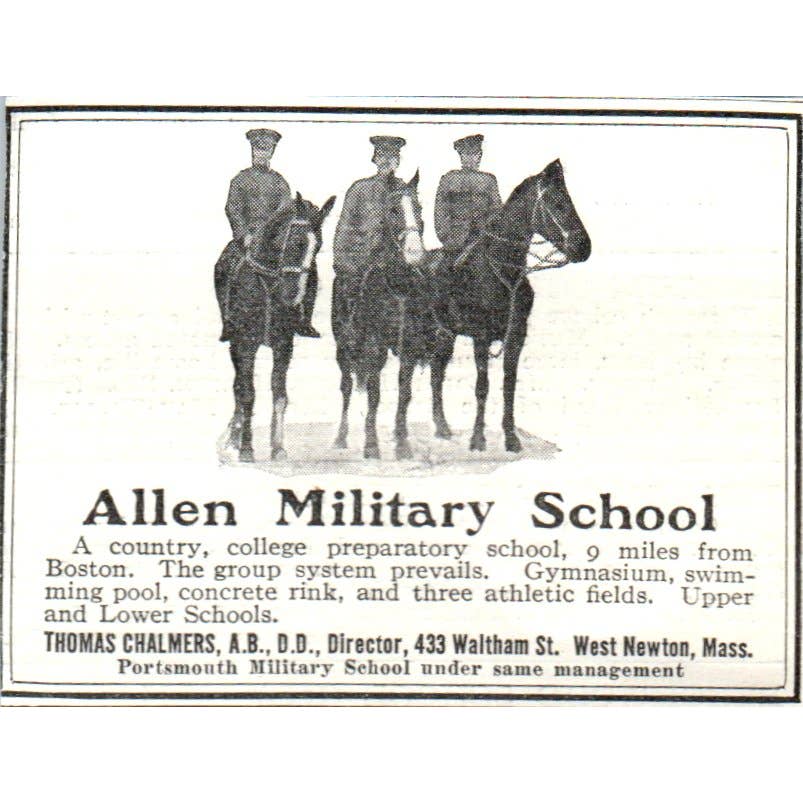 Allen Military School
A country, college preparatory school, 9 miles from
Boston. The group system prevails. Gymnasium, swim-
ming pool, concrete rink, and three athletic fields. Upper
and Lower Schools.
THOMAS CHALMERS, A.B., D.D., Director, 433 Waltham St. West Newton, Mass.
Portsmouth Military School under same management